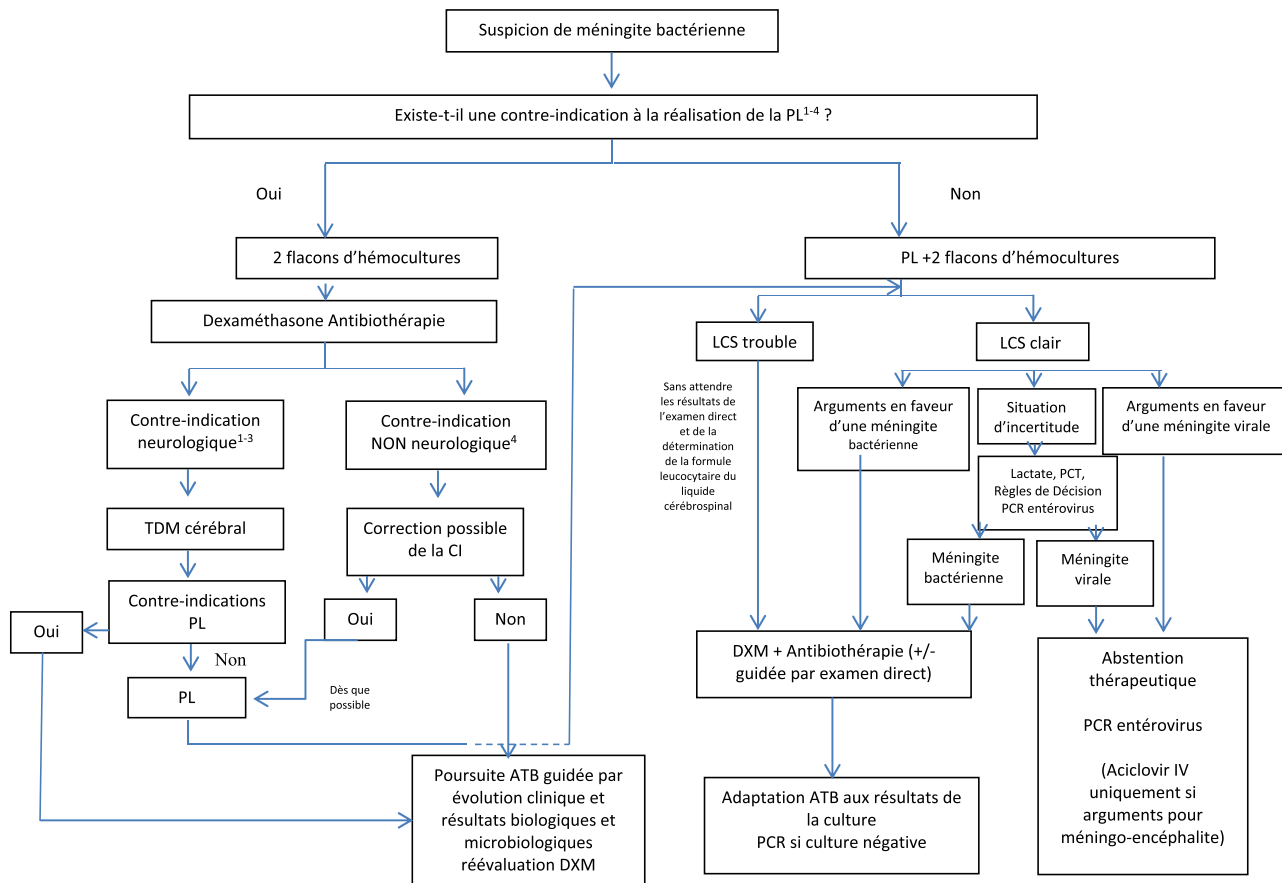 Suspicion de méningite bactérienne
Existe-t-il une contre-indication à la réalisation de la PL1-4 ?
Oui
Non
2 flacons d’hémocultures
PL +2 flacons d’hémocultures
Dexaméthasone Antibiothérapie
LCS trouble
LCS clair
Contre-indication
neurologique1-3
Contre-indication
NON neurologique4
Sans attendre
les résultats de
l’examen direct
et de la
détermination
de la formule
leucocytaire du
liquide
cérébrospinal
Arguments en faveur
d’une méningite
bactérienne
Situation
d’incertitude
Arguments en faveur
d’une méningite virale
Lactate, PCT,
Règles de Décision
PCR entérovirus
TDM cérébral
Correction possible
de la CI
Méningite
bactérienne
Méningite
virale
Contre-indications
PL
Oui
Oui
Non
Non
PL
Dès que
possible
DXM + Antibiothérapie (+/-
guidée par examen direct)
Abstention
thérapeutique
PCR entérovirus
(Aciclovir IV
uniquement si
arguments pour
méningo-encéphalite)
Poursuite ATB guidée par
évolution clinique et
résultats biologiques et
microbiologiques
réévaluation DXM
Adaptation ATB aux résultats de
la culture
PCR si culture négative